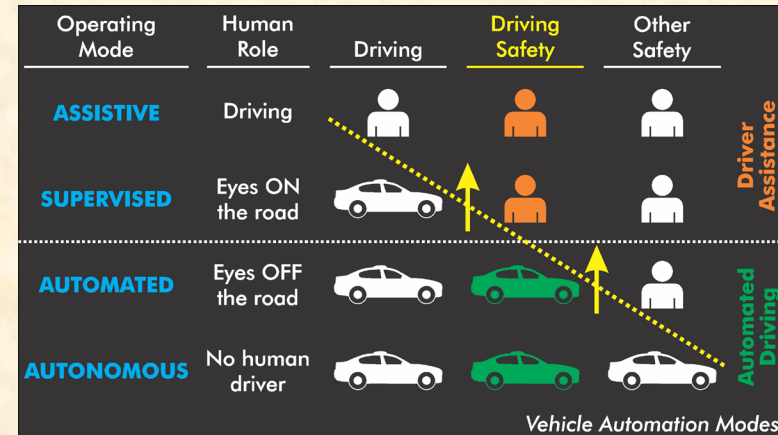 Operating
Mode
Human
Role
Driving
Driving
Safety
Other
Safety
ASSISTIVE
Driving
SUPERVISED
Eyes ON
the road
AUTOMATED
Eyes OFF
the road
AUTONOMOUS
No human
driver
Driver
Assistance
Automated
Driving
Vehicle Automation Modes